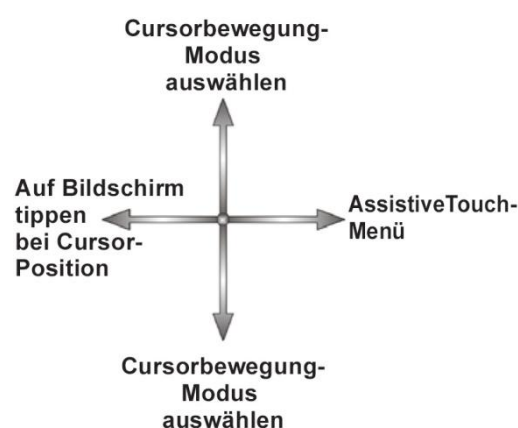 Cursorbewegung-
Modus
auswählen
Auf Bildschirm
tippen
bei Cursor-
Position
AssistiveTouch-
Menü
Cursorbewegung-
Modus
auswählen